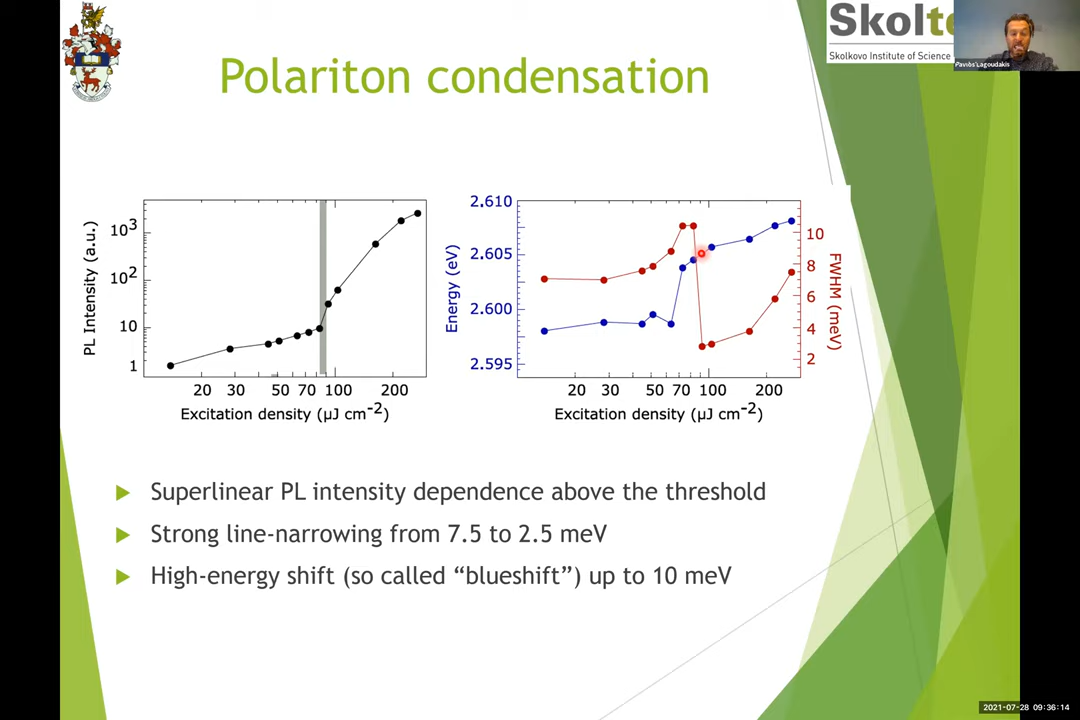 Skolte
Skolkovo Institute of Science
Pavlos Lagoudakis
Polariton condensation
PL Intensity (a.u.)
10³
10²
10
1
20 30 50 70 100 200
Excitation density (µJ cm⁻²)
Energy (eV)
2.610
2.605
2.600
2.595
20 30 50 70 100 200
Excitation density (µJ cm⁻²)
10
8
6
4
2
FWHM (meV)
Superlinear PL intensity dependence above the threshold
Strong line-narrowing from 7.5 to 2.5 meV
High-energy shift (so called “blueshift”) up to 10 meV
2021-07-28 09:36:14